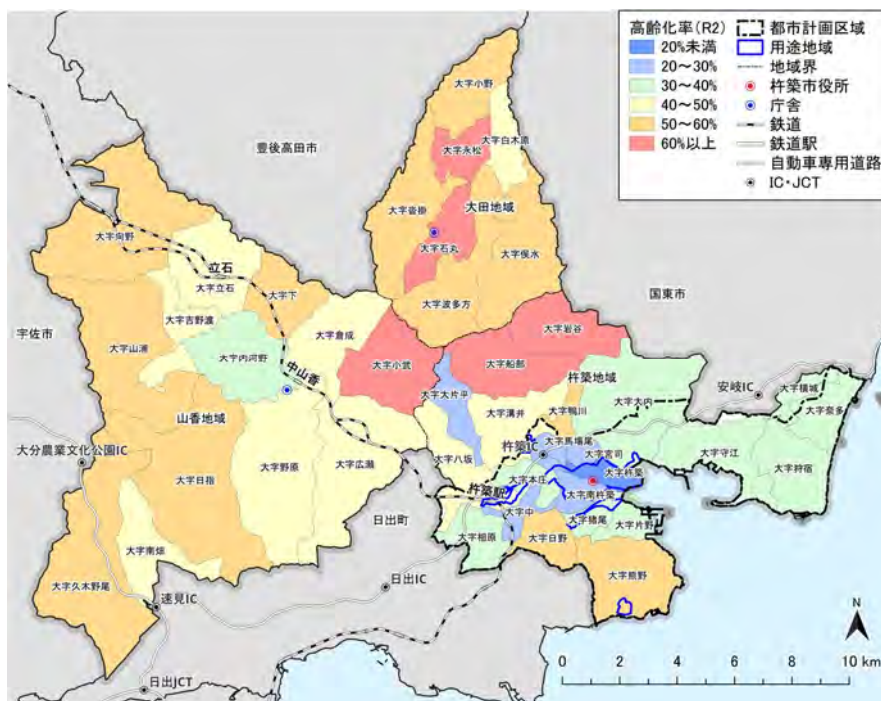 高齢化率(R2)
20%未満
20～30%
30～40%
40～50%
50～60%
60%以上
都市計画区域
用途地域
地域界
杵築市役所
庁舎
鉄道
鉄道駅
自動車専用道路
IC・JCT
大字小野
大字白木原
大字永松
豊後高田市
大字沓掛
大田地域
大字石丸
大字俣水
大字向野
立石
大字立石
大字下
大字波多方
国東市
大字吉野渡
大字倉成
大字岩谷
宇佐市
大字山浦
大字内河野
大字小武
大字船部
中山香
杵築地域
安岐IC
大字横城
大字大片平
大字大内
大字奈多
山香地域
大字溝井
大字鴨川
大分農業文化公園IC
杵築IC
大字馬場尾
大字守江
大字野原
大字広瀬
大字八坂
大字宮司
大字狩宿
大字日指
大字本庄
大字杵築
杵築駅
大字南杵築
日出町
大字中
大字猪尾
大字片野
大字相原
大字日野
大字南畑
大字久木野尾
日出IC
大字熊野
速見IC
N
日出JCT
0 2 4 6 8 10 km